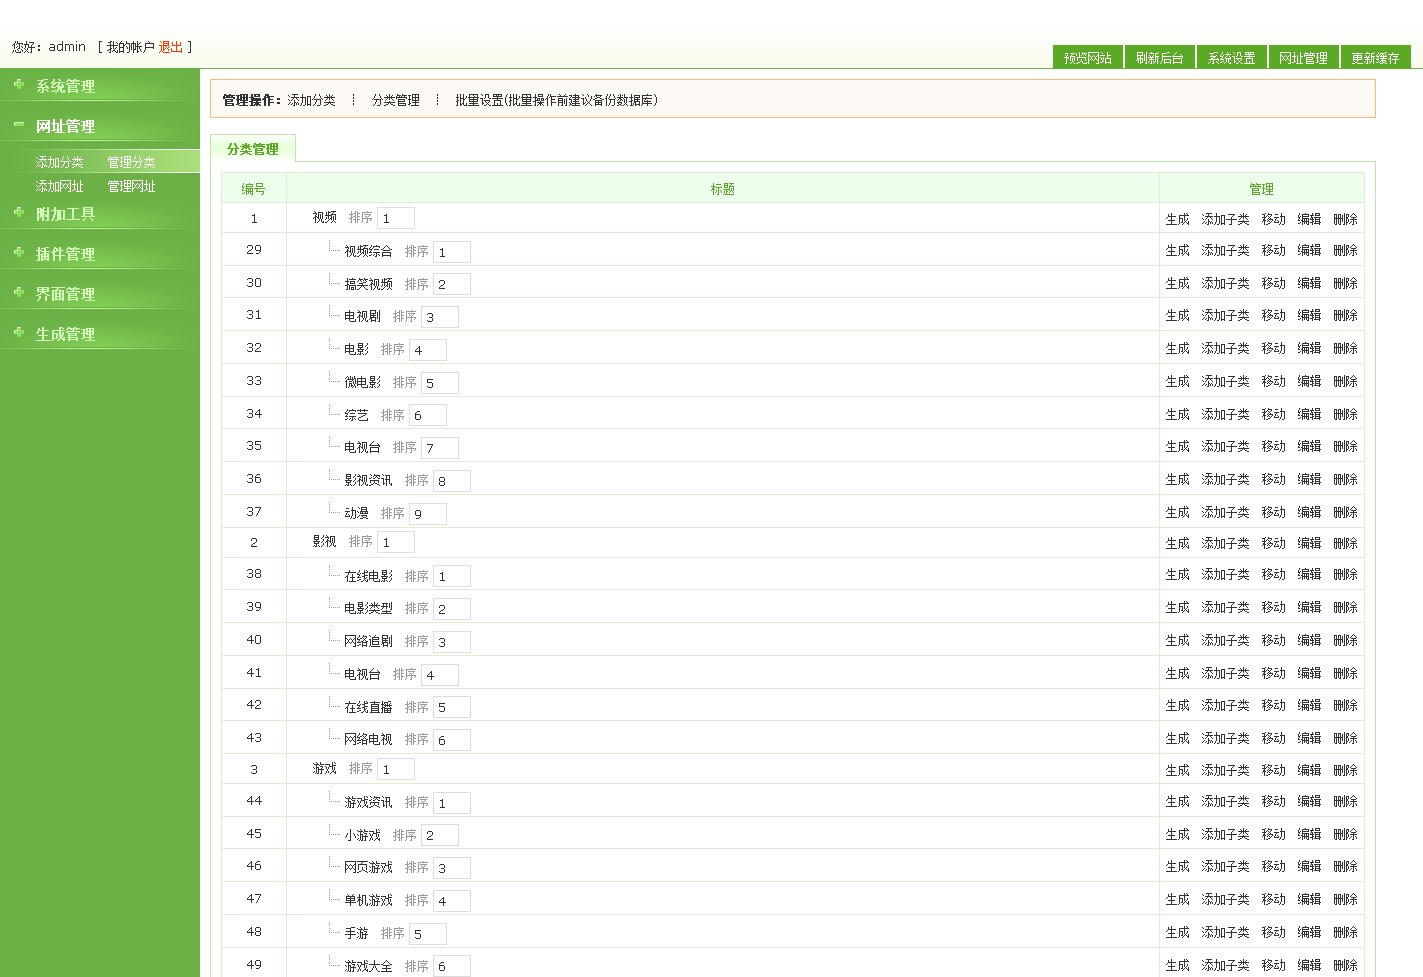 您好：admin [ 我的帐户 退出 ]
预览网站 刷新后台 系统设置 网址管理 更新缓存
系统管理
网址管理
添加分类 管理分类
添加网址 管理网址
附加工具
插件管理
界面管理
生成管理
管理操作：添加分类 ┊ 分类管理 ┊ 批量设置(批量操作前建议备份数据库)
分类管理
编号 标题 管理
1 视频 排序 1 生成 添加子类 移动 编辑 删除
29 视频综合 排序 1 生成 添加子类 移动 编辑 删除
30 搞笑视频 排序 2 生成 添加子类 移动 编辑 删除
31 电视剧 排序 3 生成 添加子类 移动 编辑 删除
32 电影 排序 4 生成 添加子类 移动 编辑 删除
33 微电影 排序 5 生成 添加子类 移动 编辑 删除
34 综艺 排序 6 生成 添加子类 移动 编辑 删除
35 电视台 排序 7 生成 添加子类 移动 编辑 删除
36 影视资讯 排序 8 生成 添加子类 移动 编辑 删除
37 动漫 排序 9 生成 添加子类 移动 编辑 删除
2 影视 排序 1 生成 添加子类 移动 编辑 删除
38 在线电影 排序 1 生成 添加子类 移动 编辑 删除
39 电影类型 排序 2 生成 添加子类 移动 编辑 删除
40 网络追剧 排序 3 生成 添加子类 移动 编辑 删除
41 电视台 排序 4 生成 添加子类 移动 编辑 删除
42 在线直播 排序 5 生成 添加子类 移动 编辑 删除
43 网络电视 排序 6 生成 添加子类 移动 编辑 删除
3 游戏 排序 1 生成 添加子类 移动 编辑 删除
44 游戏资讯 排序 1 生成 添加子类 移动 编辑 删除
45 小游戏 排序 2 生成 添加子类 移动 编辑 删除
46 网页游戏 排序 3 生成 添加子类 移动 编辑 删除
47 单机游戏 排序 4 生成 添加子类 移动 编辑 删除
48 手游 排序 5 生成 添加子类 移动 编辑 删除
49 游戏大全 排序 6 生成 添加子类 移动 编辑 删除